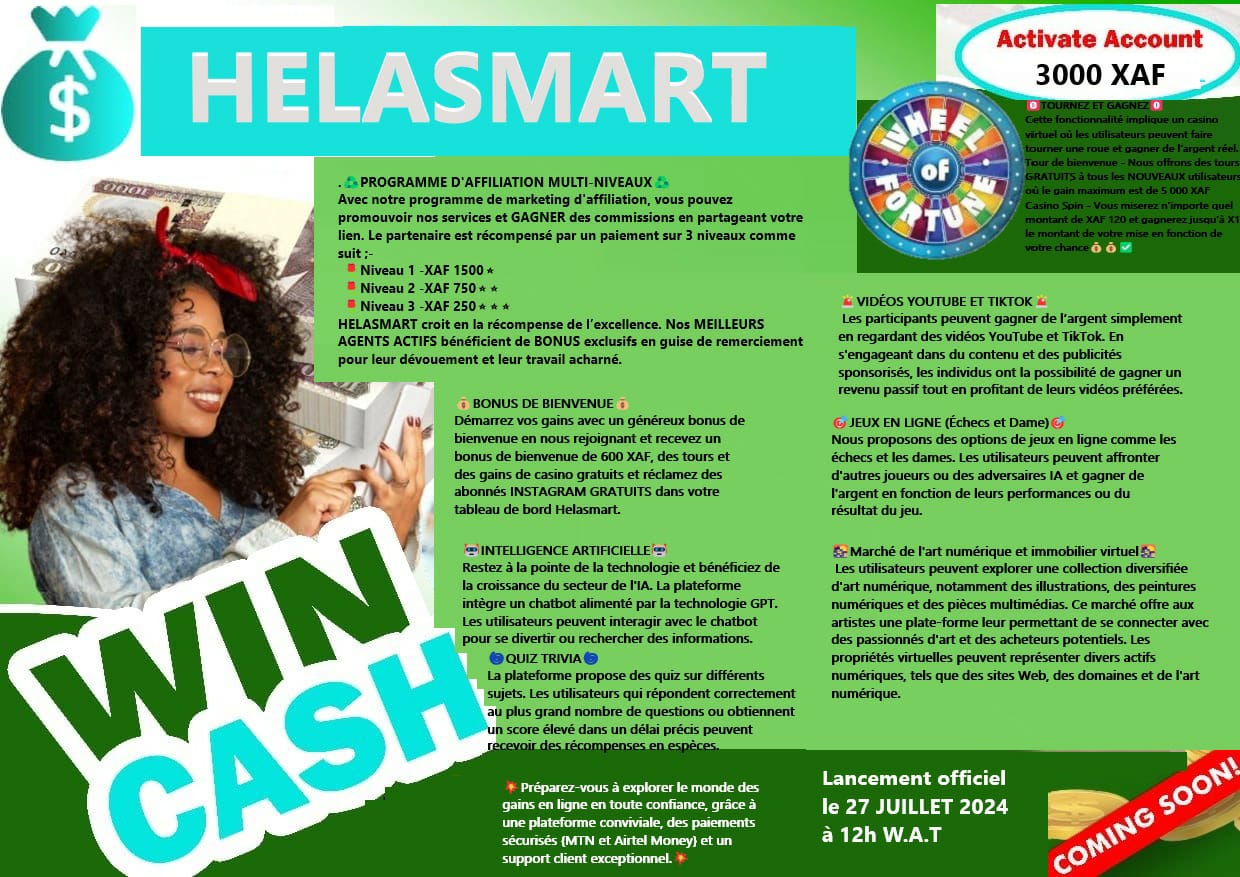 HELASMART
Activate Account
3000 XAF
WHEEL
of
FORTUNE
🅾️TOURNEZ ET GAGNEZ🅾️
Cette fonctionnalité implique un casino
virtuel où les utilisateurs peuvent faire
tourner une roue et gagner de l'argent réel.
Tour de bienvenue – Nous offrons des tours
GRATUITS à tous les NOUVEAUX utilisateurs
où le gain maximum est de 5 000 XAF
Casino Spin – Vous misez n'importe quel
montant de XAF 120 et gagnerez jusqu'à X1
le montant de votre mise en fonction de
votre chance💰💰✅
.♻️PROGRAMME D'AFFILIATION MULTI-NIVEAUX♻️
Avec notre programme de marketing d'affiliation, vous pouvez
promouvoir nos services et GAGNER des commissions en partageant votre
lien. Le partenaire est récompensé par un paiement sur 3 niveaux comme
suit ;-
Niveau 1 -XAF 1500⭑
Niveau 2 -XAF 750⭑⭑
Niveau 3 -XAF 250⭑⭑⭑
HELASMART croit en la récompense de l'excellence. Nos MEILLEURS
AGENTS ACTIFS bénéficient de BONUS exclusifs en guise de remerciement
pour leur dévouement et leur travail acharné.
💰BONUS DE BIENVENUE💰
Démarrez vos gains avec un généreux bonus de
bienvenue en nous rejoignant et recevez un
bonus de bienvenue de 600 XAF, des tours et
des gains de casino gratuits et réclamez des
abonnés INSTAGRAM GRATUITS dans votre
tableau de bord Helasmart.
🤖INTELLIGENCE ARTIFICIELLE🤖
Restez à la pointe de la technologie et bénéficiez de
la croissance du secteur de l'IA. La plateforme
intègre un chatbot alimenté par la technologie GPT.
Les utilisateurs peuvent interagir avec le chatbot
pour se divertir ou rechercher des informations.
🌀QUIZ TRIVIA🌀
La plateforme propose des quiz sur différents
sujets. Les utilisateurs qui répondent correctement
au plus grand nombre de questions ou obtiennent
un score élevé dans un délai précis peuvent
recevoir des récompenses en espèces.
VIDÉOS YOUTUBE ET TIKTOK
Les participants peuvent gagner de l'argent simplement
en regardant des vidéos YouTube et TikTok. En
s'engageant dans du contenu et des publicités
sponsorisés, les individus ont la possibilité de gagner un
revenu passif tout en profitant de leurs vidéos préférées.
🎯JEUX EN LIGNE (Échecs et Dame)🎯
Nous proposons des options de jeux en ligne comme les
échecs et les dames. Les utilisateurs peuvent affronter
d'autres joueurs ou des adversaires IA et gagner de
l'argent en fonction de leurs performances ou du
résultat du jeu.
Marché de l'art numérique et immobilier virtuel
Les utilisateurs peuvent explorer une collection diversifiée
d'art numérique, notamment des illustrations, des peintures
numériques et des pièces multimédias. Ce marché offre aux
artistes une plate-forme leur permettant de se connecter avec
des passionnés d'art et des acheteurs potentiels. Les
propriétés virtuelles peuvent représenter divers actifs
numériques, tels que des sites Web, des domaines et de l'art
numérique.
WIN
CASH
💥Préparez-vous à explorer le monde des
gains en ligne en toute confiance, grâce à
une plateforme conviviale, des paiements
sécurisés {MTN et Airtel Money} et un
support client exceptionnel.💥
Lancement officiel
le 27 JUILLET 2024
à 12h W.A.T
COMING SOON!